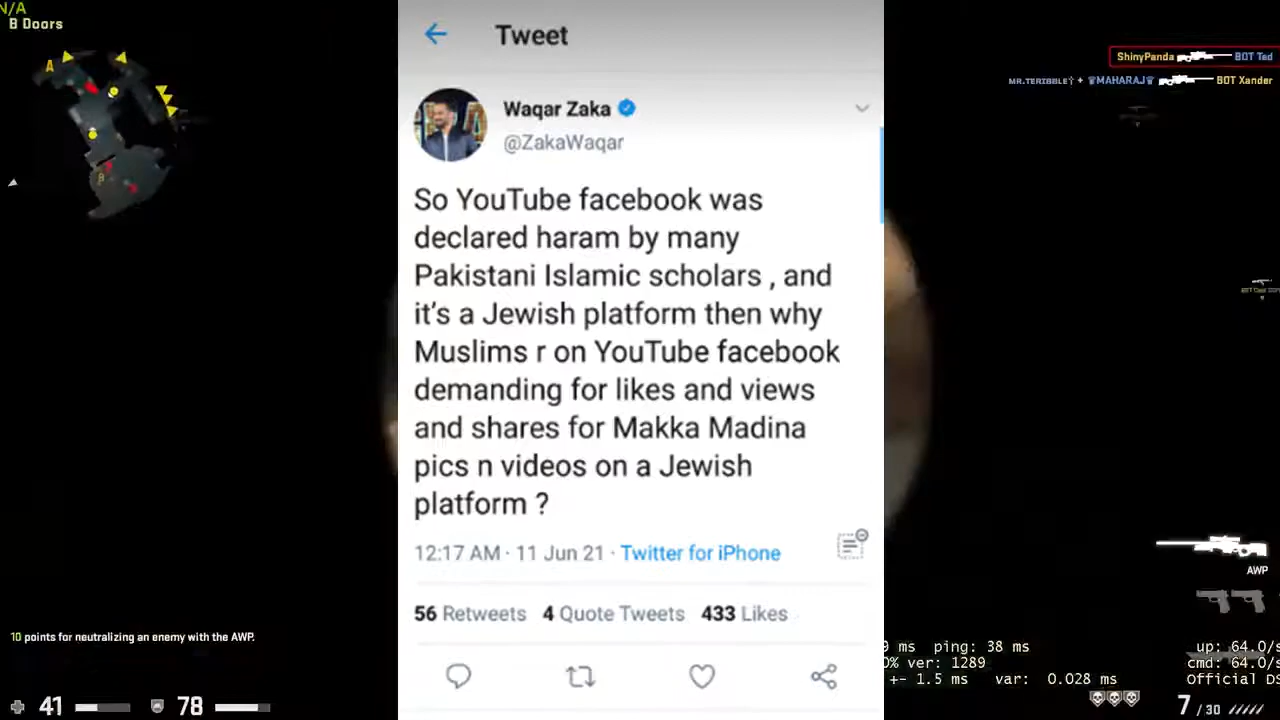 N/A
B Doors
A
B
ShinyPanda BOT Ted
MR.TERIBBLE† + ♕MAHARAJ♕ BOT Xander
Tweet
Waqar Zaka
@ZakaWaqar
So YouTube facebook was
declared haram by many
Pakistani Islamic scholars , and
it's a Jewish platform then why
Muslims r on YouTube facebook
demanding for likes and views
and shares for Makka Madina
pics n videos on a Jewish
platform ?
12:17 AM · 11 Jun 21 · Twitter for iPhone
56 Retweets 4 Quote Tweets 433 Likes
AWP
10 points for neutralizing an enemy with the AWP.
9 ms ping: 38 ms up: 64.0/s
0% ver: 1289 cmd: 64.0/s
+- 1.5 ms var: 0.028 ms Official DS
41 78 7 / 30